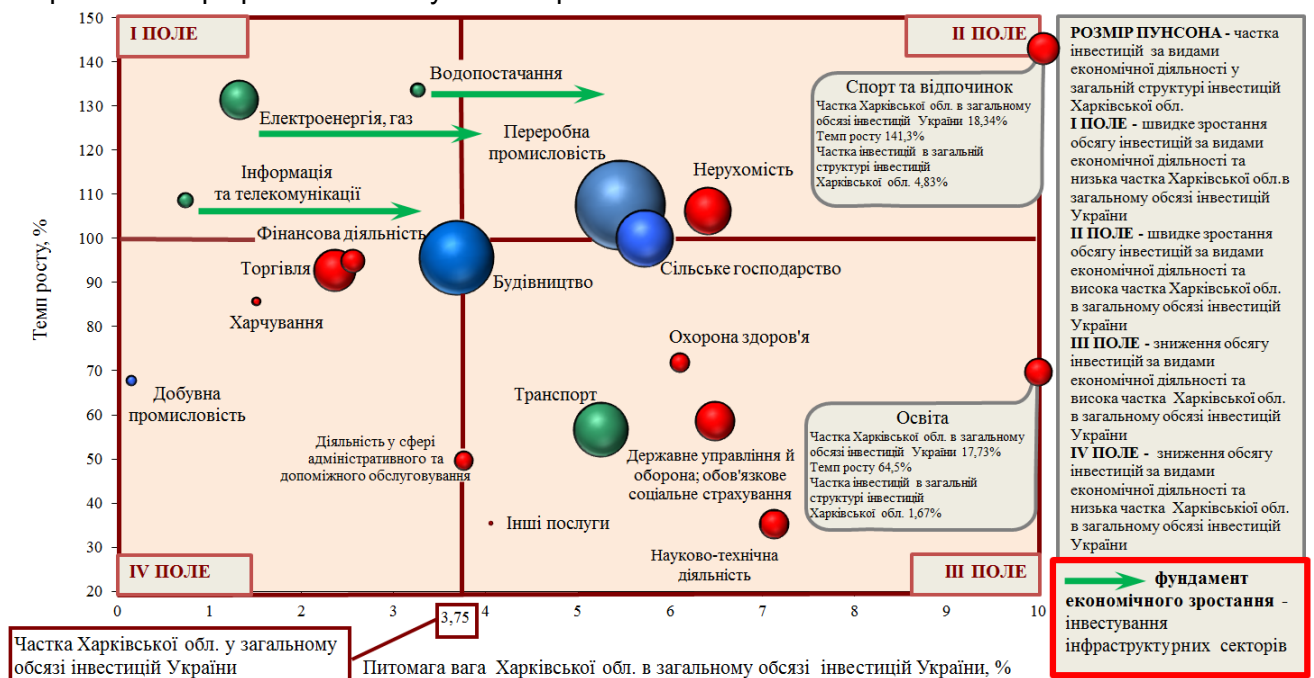 150
140
130
120
110
100
90
80
70
60
50
40
30
20
Темп росту, %
І ПОЛЕ
ІІ ПОЛЕ
Водопостачання
Електроенергія, газ
Переробна
промисловість
Інформація
та телекомунікації
Нерухомість
Фінансова діяльність
Торгівля
Будівництво
Сільське господарство
Харчування
Добувна
промисловість
Охорона здоров'я
Транспорт
Діяльність у сфері
адміністративного та
допоміжного обслуговування
Державне управління й
оборона; обов'язкове
соціальне страхування
Інші послуги
Науково-технічна
діяльність
Спорт та відпочинок
Частка Харківської обл. в загальному
обсязі інвестицій України 18,34%
Темп росту 141,3%
Частка інвестицій в загальній
структурі інвестицій
Харківської обл. 4,83%
Освіта
Частка Харківської обл. в загальному
обсязі інвестицій України 17,73%
Темп росту 64,5%
Частка інвестицій в загальній
структурі інвестицій
Харківської обл. 1,67%
IV ПОЛЕ
ІІІ ПОЛЕ
0 1 2 3 4 5 6 7 8 9 10
3,75
Частка Харківської обл. у загальному
обсязі інвестицій України
Питомага вага Харківської обл. в загальному обсязі інвестицій України, %
РОЗМІР ПУНСОНА - частка
інвестицій за видами
економічної діяльності у
загальній структурі інвестицій
Харківської обл.
І ПОЛЕ - швидке зростання
обсягу інвестицій за видами
економічної діяльності та
низька частка Харківської обл.в
загальному обсязі інвестицій
України
ІІ ПОЛЕ - швидке зростання
обсягу інвестицій за видами
економічної діяльності та
висока частка Харківської обл.
в загальному обсязі інвестицій
України
ІІІ ПОЛЕ - зниження обсягу
інвестицій за видами
економічної діяльності та
висока частка Харківської обл.
в загальному обсязі інвестицій
України
IV ПОЛЕ - зниження обсягу
інвестицій за видами
економічної діяльності та
низька частка Харківськіої обл.
в загальному обсязі інвестицій
України
фундамент
економічного зростання -
інвестування
інфраструктурних секторів